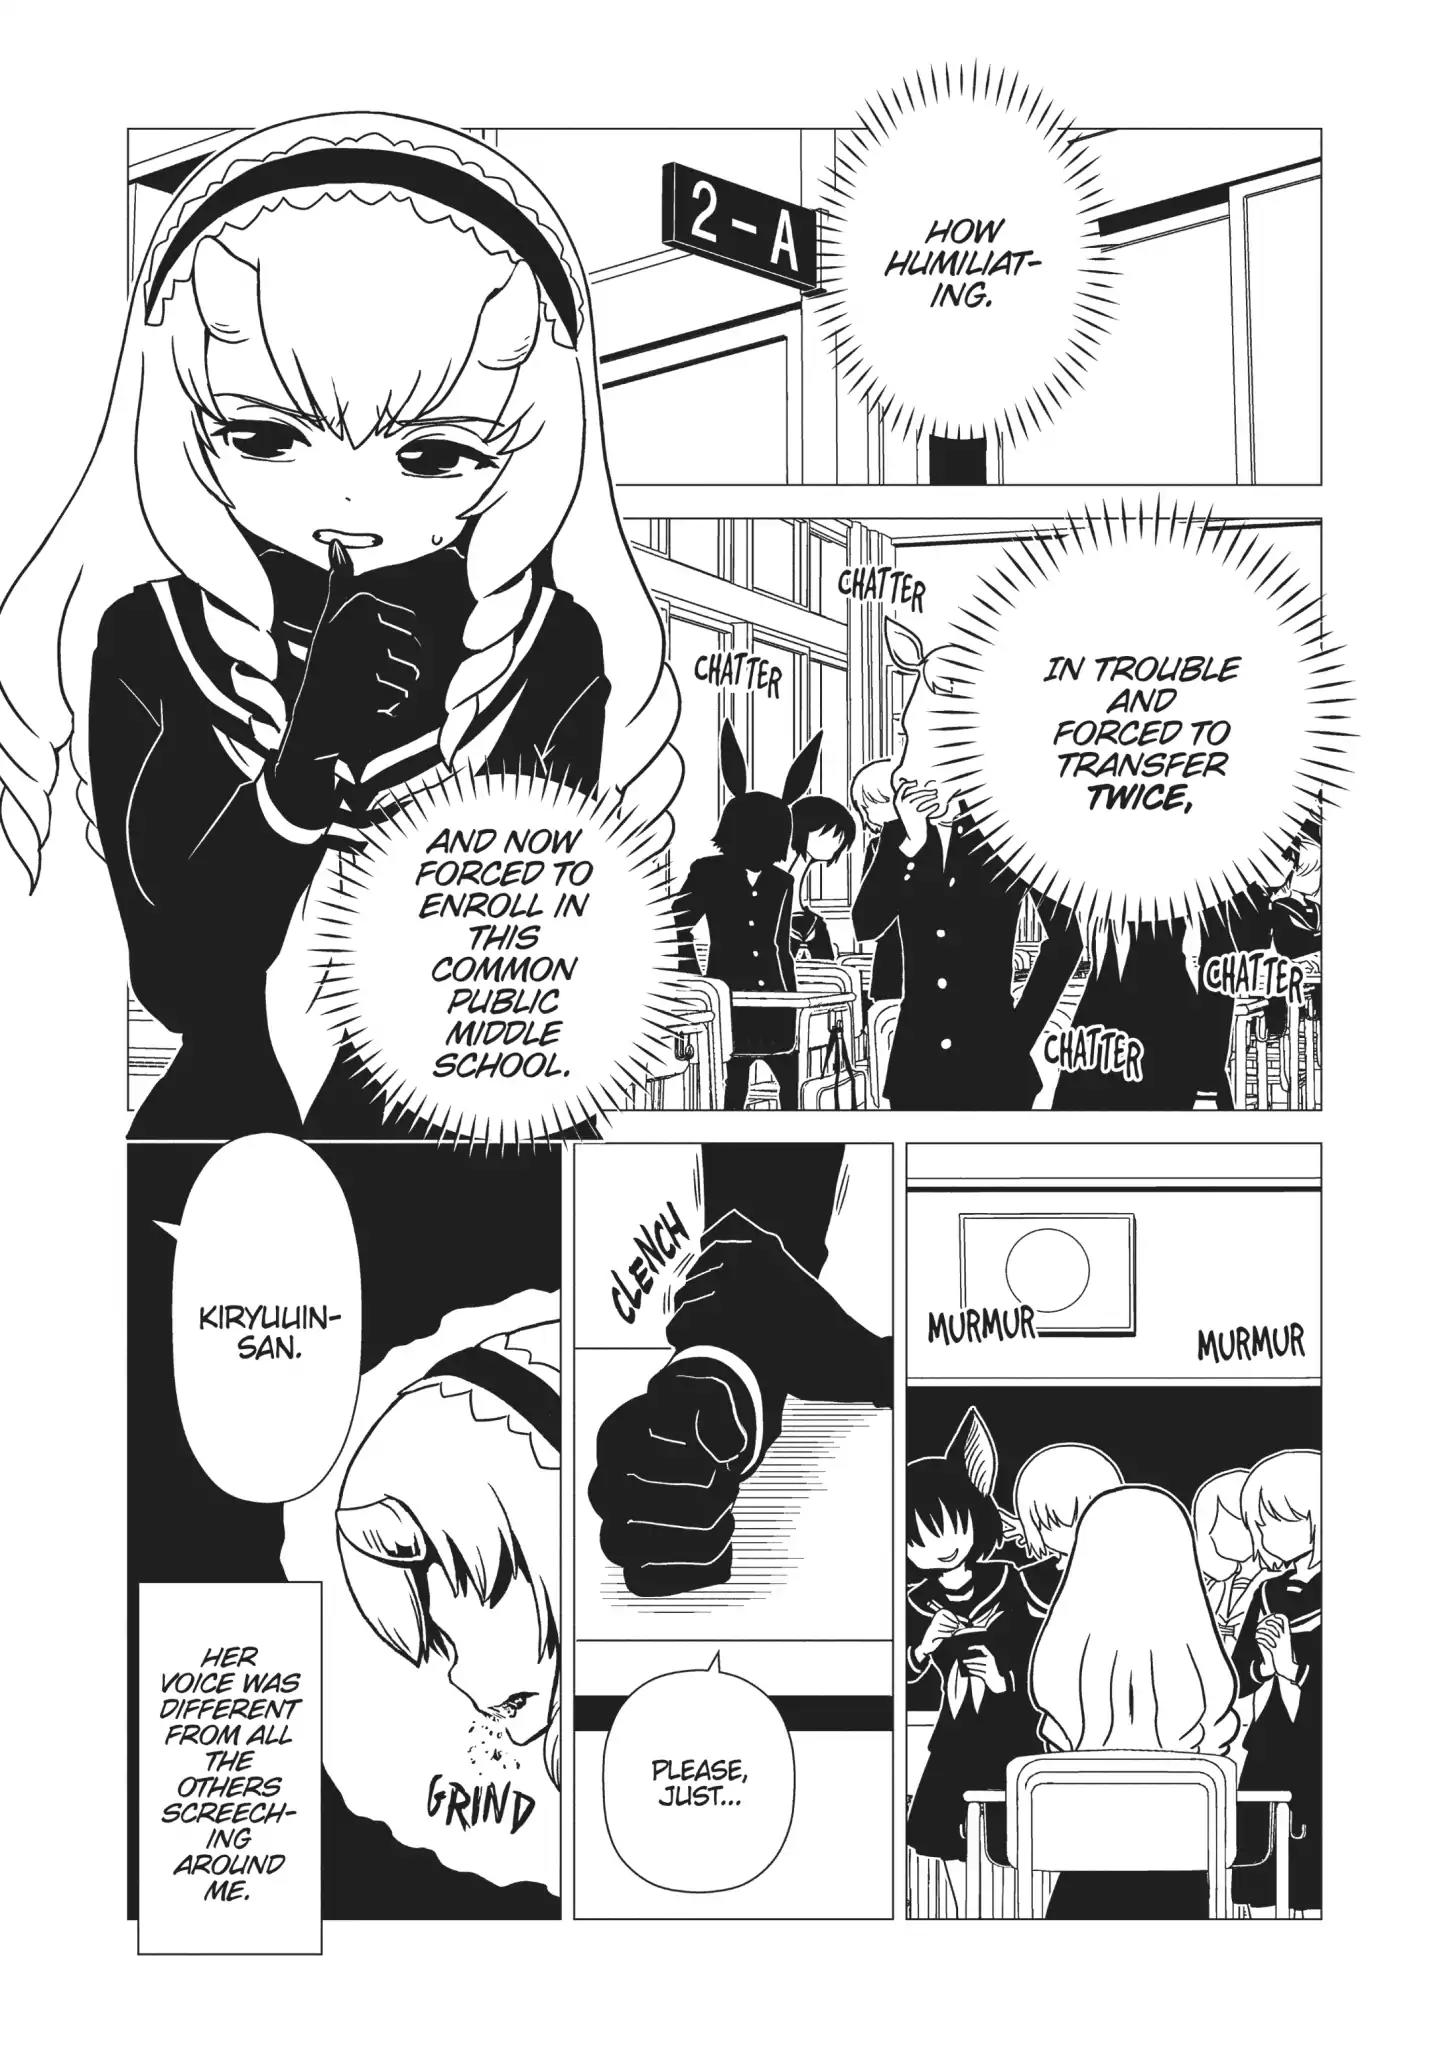 2-A
HOW
HUMILIAT-
ING.
CHATTER
CHATTER
IN TROUBLE
AND
FORCED TO
TRANSFER
TWICE,
CHATTER
CHATTER
AND NOW
FORCED TO
ENROLL IN
THIS
COMMON
PUBLIC
MIDDLE
SCHOOL.
MURMUR
MURMUR
CLENCH
PLEASE,
JUST...
KIRYUUIN-
SAN.
GRIND
HER
VOICE WAS
DIFFERENT
FROM ALL
THE
OTHERS
SCREECH-
ING
AROUND
ME.